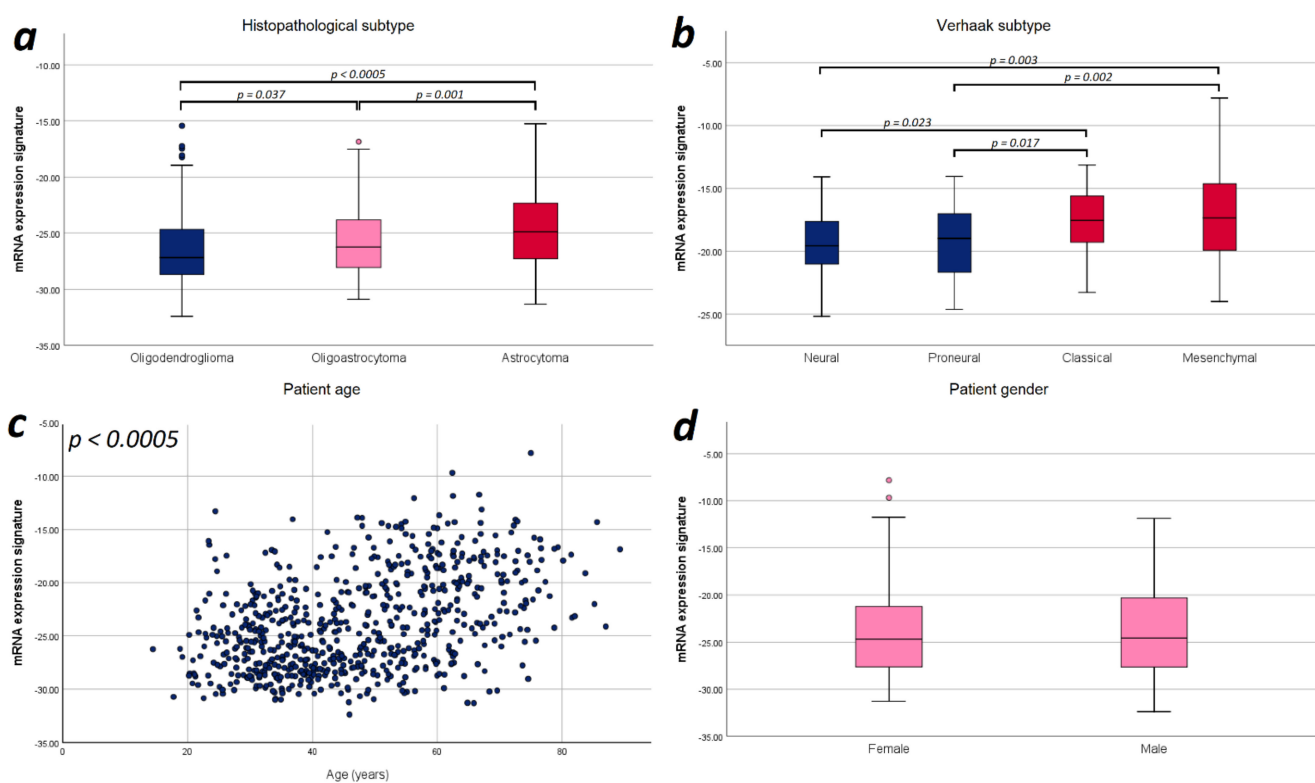 a
Histopathological subtype
mRNA expression signature
-10.00
-15.00
-20.00
-25.00
-30.00
-35.00
p < 0.0005
p = 0.037
p = 0.001
Oligodendroglioma
Oligoastrocytoma
Astrocytoma
b
Verhaak subtype
mRNA expression signature
-5.00
-10.00
-15.00
-20.00
-25.00
p = 0.003
p = 0.002
p = 0.023
p = 0.017
Neural
Proneural
Classical
Mesenchymal
c
Patient age
p < 0.0005
mRNA expression signature
-5.00
-10.00
-15.00
-20.00
-25.00
-30.00
-35.00
0
20
40
60
80
Age (years)
d
Patient gender
mRNA expression signature
-5.00
-10.00
-15.00
-20.00
-25.00
-30.00
-35.00
Female
Male